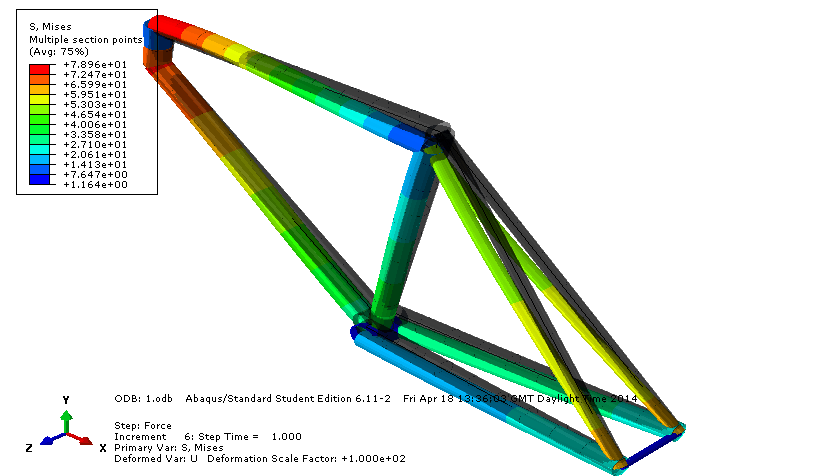 S, Mises
Multiple section points
(Avg: 75%)
+7.896e+01
+7.247e+01
+6.599e+01
+5.951e+01
+5.303e+01
+4.654e+01
+4.006e+01
+3.358e+01
+2.710e+01
+2.061e+01
+1.413e+01
+7.647e+00
+1.164e+00
ODB: 1.odb Abaqus/Standard Student Edition 6.11-2 Fri Apr 18 13:36:03 GMT Daylight Time 2014
Y
Z
X
Step: Force
Increment 6: Step Time = 1.000
Primary Var: S, Mises
Deformed Var: U Deformation Scale Factor: +1.000e+02